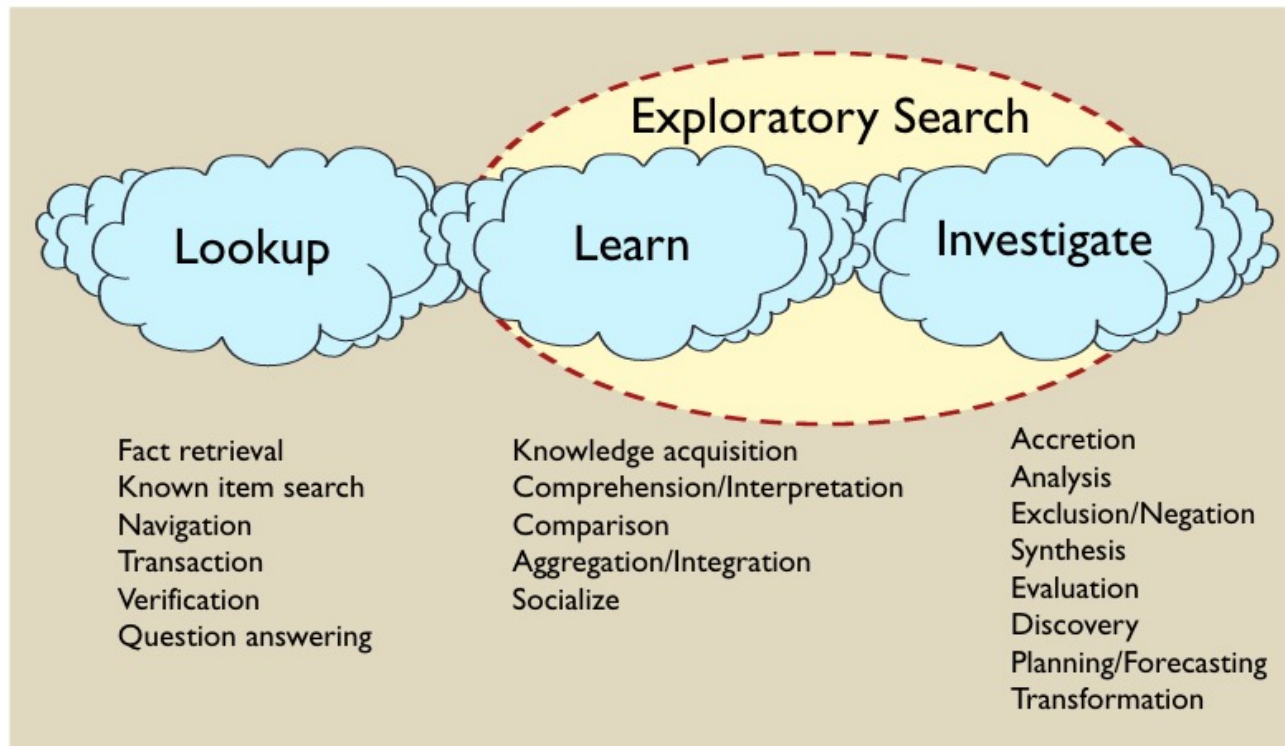 Exploratory Search
Lookup
Learn
Investigate
Fact retrieval
Known item search
Navigation
Transaction
Verification
Question answering
Knowledge acquisition
Comprehension/Interpretation
Comparison
Aggregation/Integration
Socialize
Accretion
Analysis
Exclusion/Negation
Synthesis
Evaluation
Discovery
Planning/Forecasting
Transformation